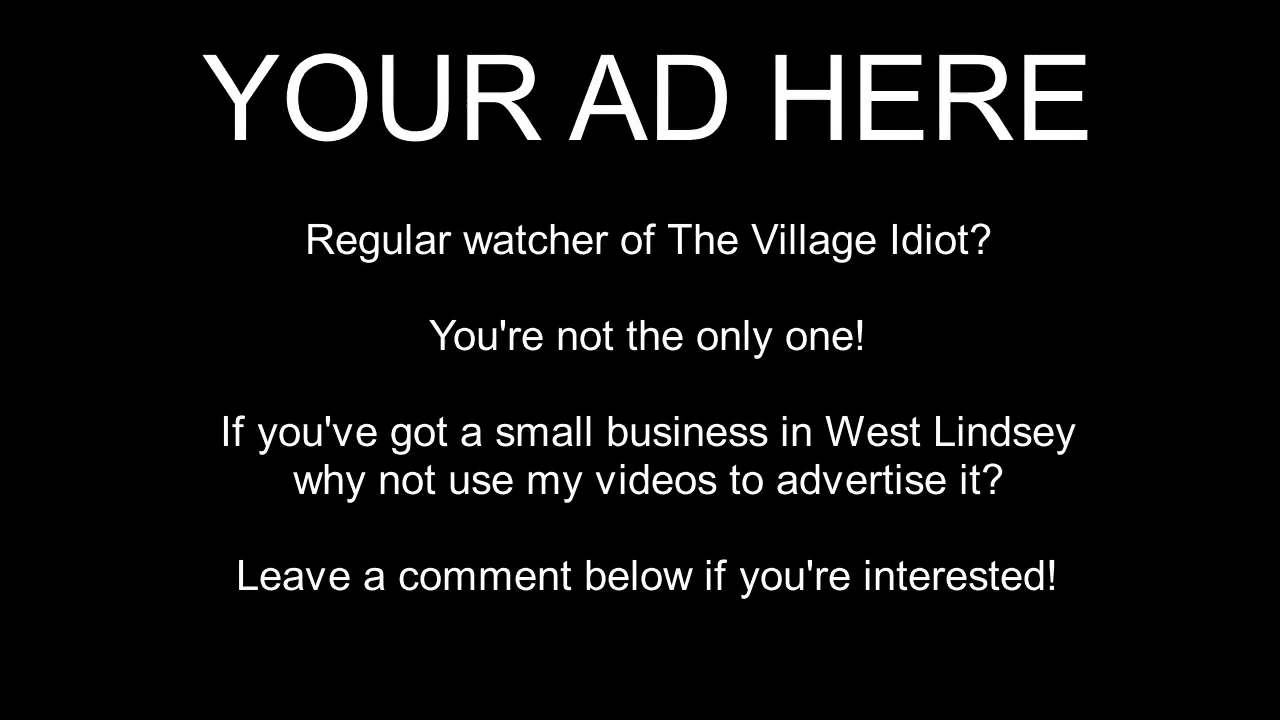 YOUR AD HERE
Regular watcher of The Village Idiot?
You're not the only one!
If you've got a small business in West Lindsey
why not use my videos to advertise it?
Leave a comment below if you're interested!